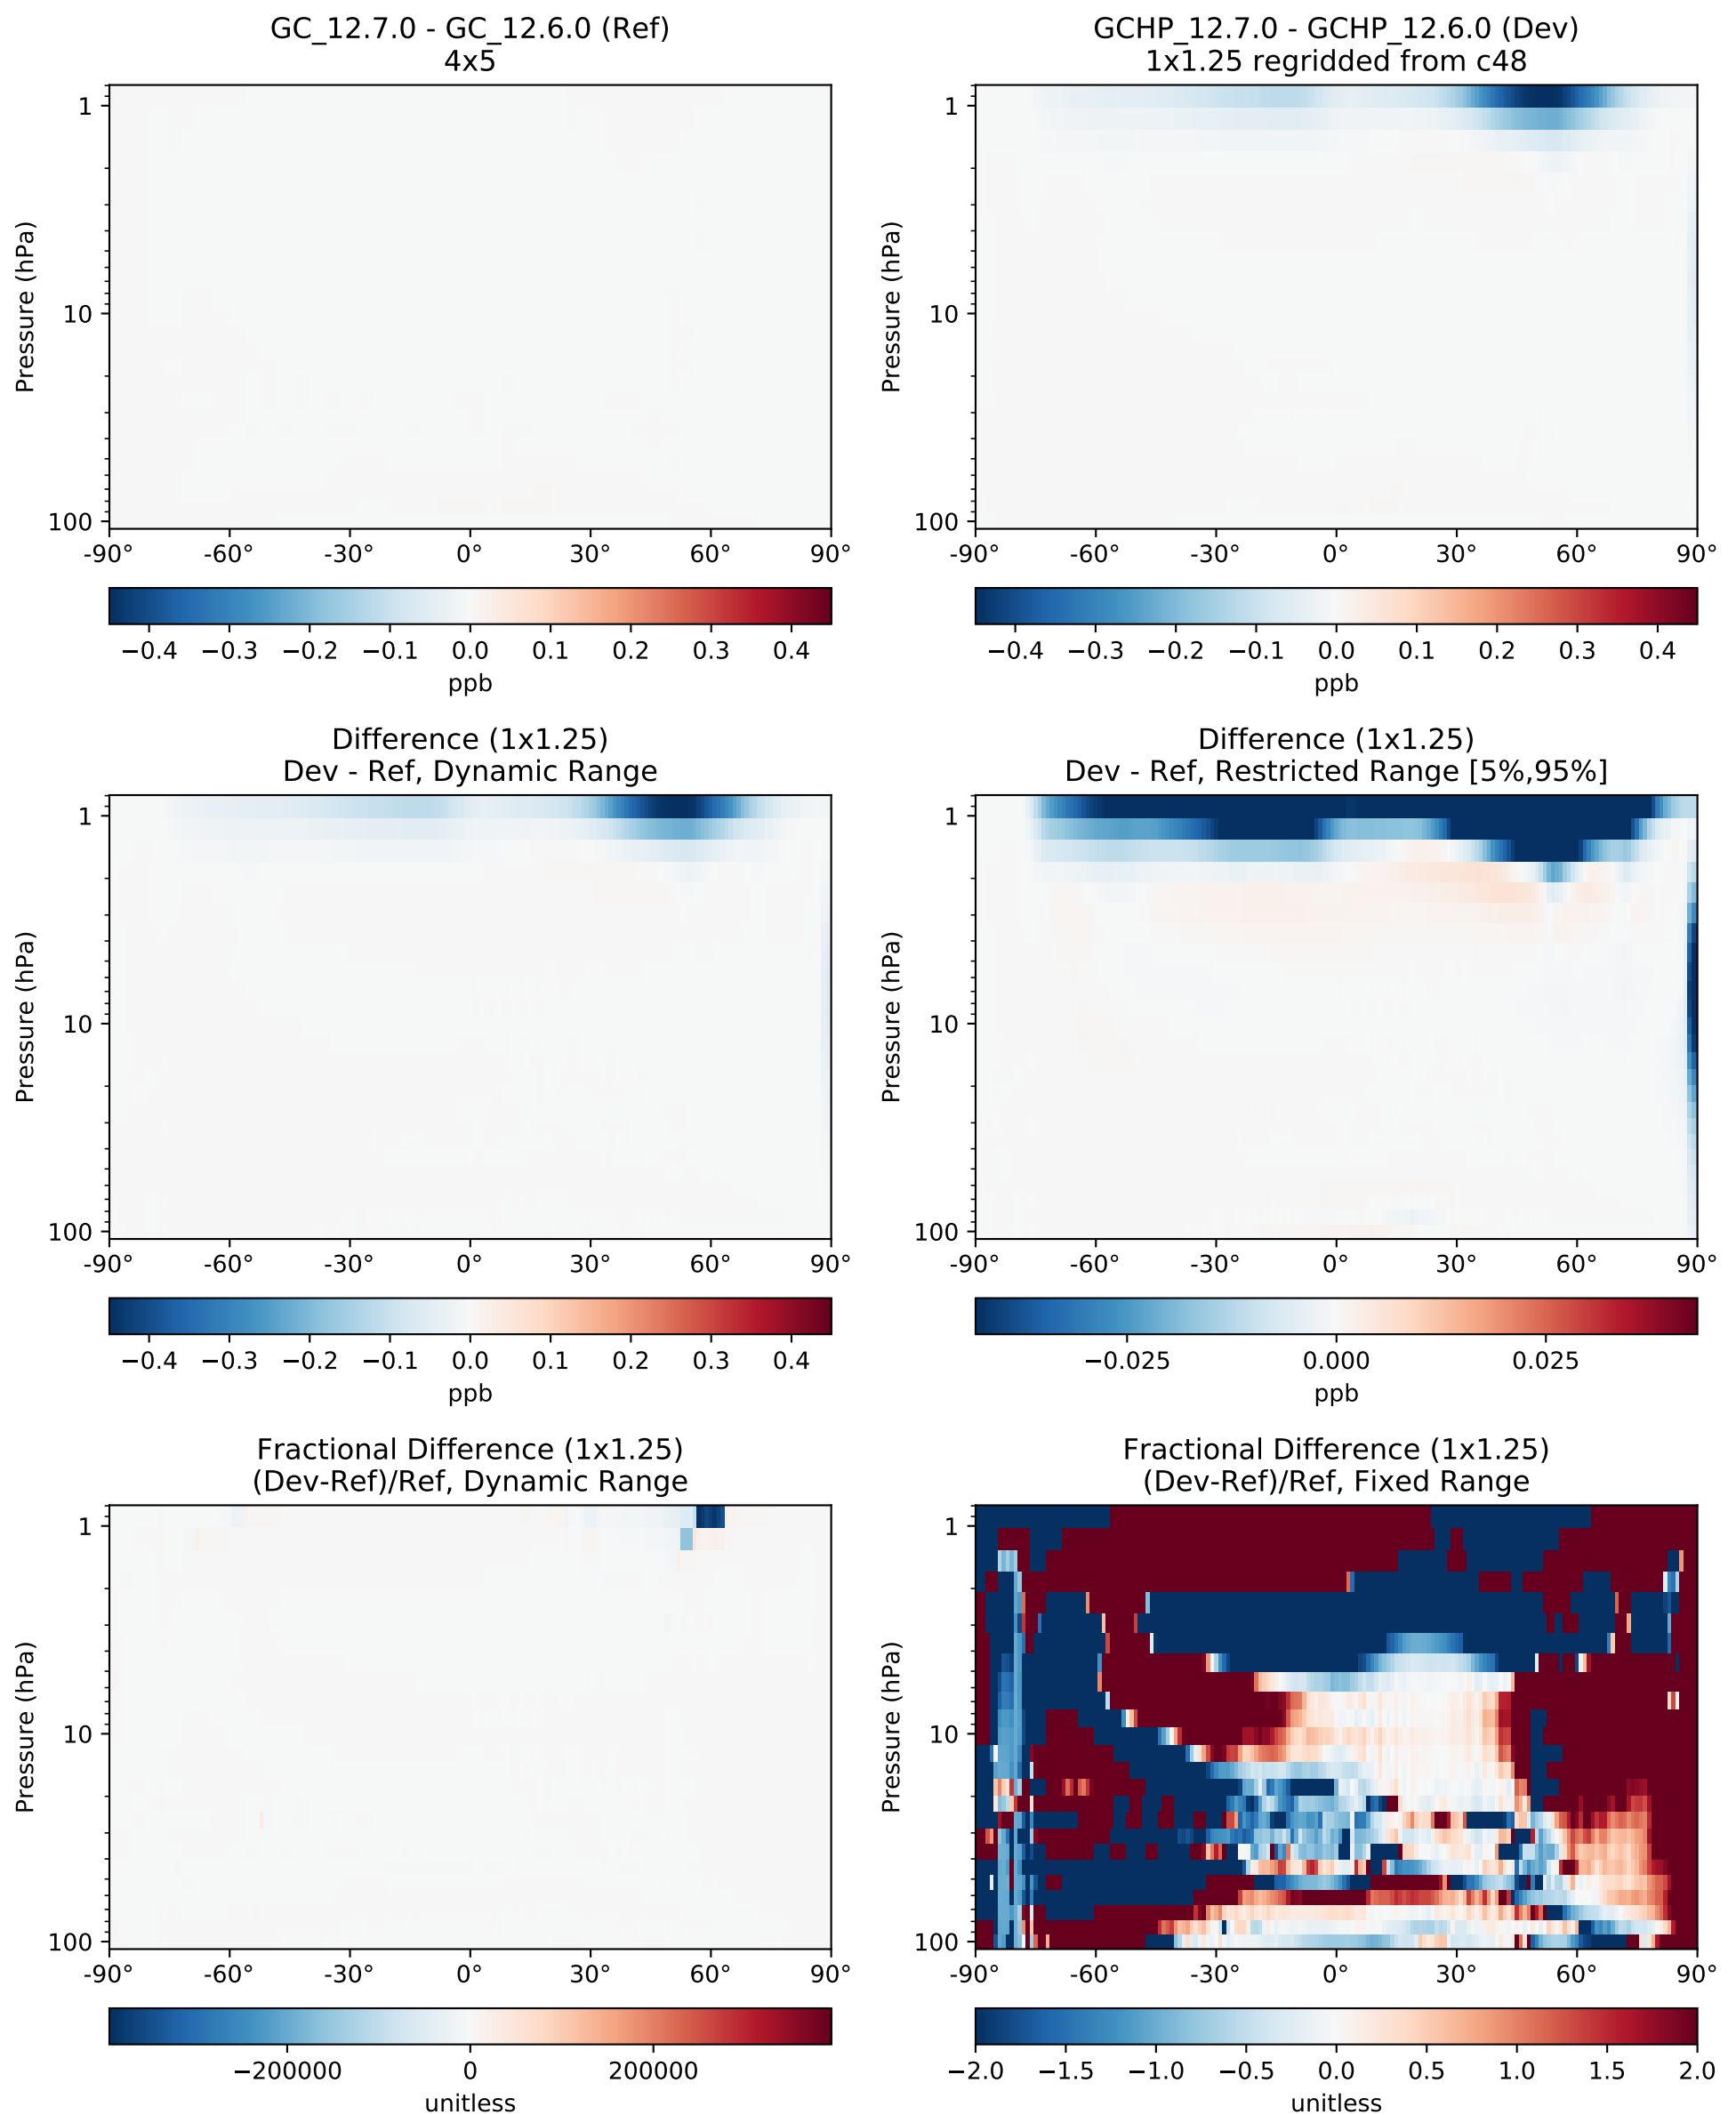 GC_12.7.0 - GC_12.6.0 (Ref)
4x5
Pressure (hPa)
1
10
100
-90° -60° -30° 0° 30° 60° 90°
−0.4 −0.3 −0.2 −0.1 0.0 0.1 0.2 0.3 0.4
ppb
GCHP_12.7.0 - GCHP_12.6.0 (Dev)
1x1.25 regridded from c48
Pressure (hPa)
1
10
100
-90° -60° -30° 0° 30° 60° 90°
−0.4 −0.3 −0.2 −0.1 0.0 0.1 0.2 0.3 0.4
ppb
Difference (1x1.25)
Dev - Ref, Dynamic Range
Pressure (hPa)
1
10
100
-90° -60° -30° 0° 30° 60° 90°
−0.4 −0.3 −0.2 −0.1 0.0 0.1 0.2 0.3 0.4
ppb
Difference (1x1.25)
Dev - Ref, Restricted Range [5%,95%]
Pressure (hPa)
1
10
100
-90° -60° -30° 0° 30° 60° 90°
−0.025 0.000 0.025
ppb
Fractional Difference (1x1.25)
(Dev-Ref)/Ref, Dynamic Range
Pressure (hPa)
1
10
100
-90° -60° -30° 0° 30° 60° 90°
−200000 0 200000
unitless
Fractional Difference (1x1.25)
(Dev-Ref)/Ref, Fixed Range
Pressure (hPa)
1
10
100
-90° -60° -30° 0° 30° 60° 90°
−2.0 −1.5 −1.0 −0.5 0.0 0.5 1.0 1.5 2.0
unitless